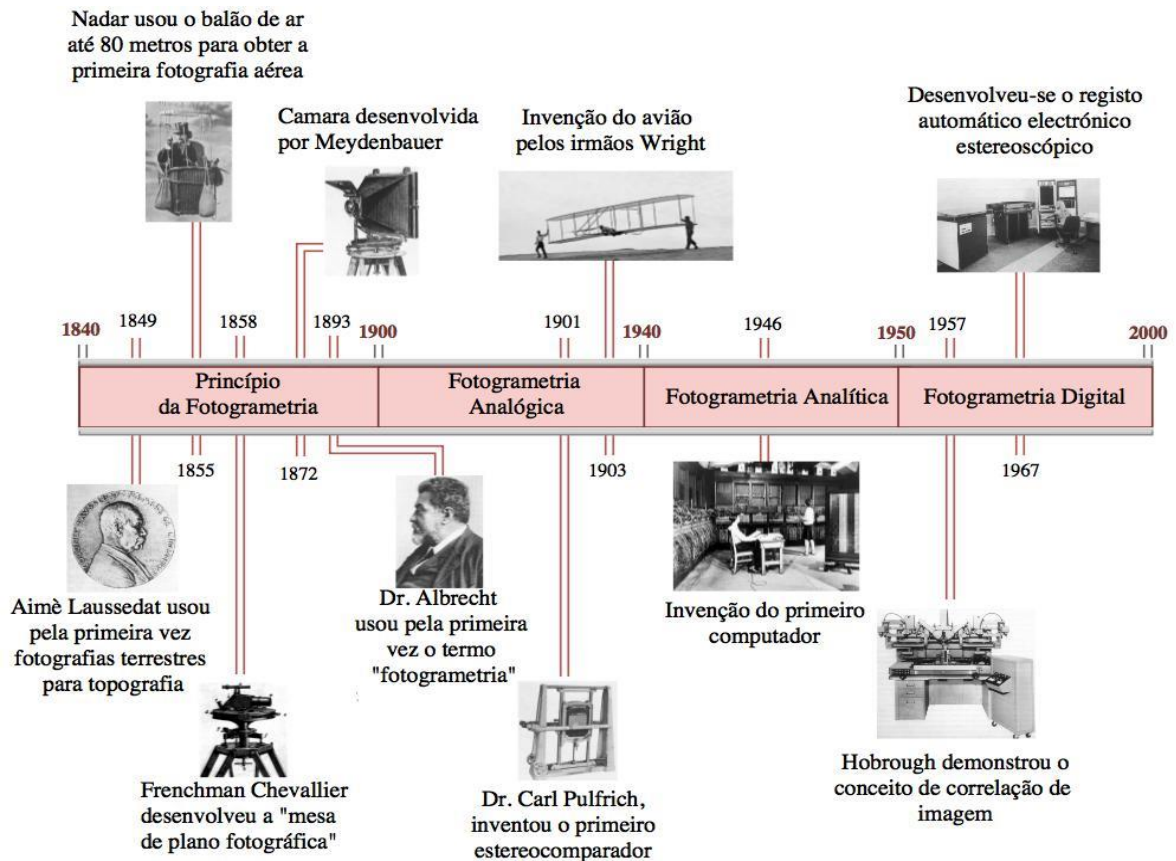 Nadar usou o balão de ar
até 80 metros para obter a
primeira fotografia aérea
Camara desenvolvida
por Meydenbauer
Invenção do avião
pelos irmãos Wright
Desenvolveu-se o registo
automático electrónico
estereoscópico
1840
1849
1858
1893
1900
1901
1940
1946
1950
1957
2000
Princípio
da Fotogrametria
Fotogrametria
Analógica
Fotogrametria Analítica
Fotogrametria Digital
1855
1872
1903
1967
Aimè Laussedat usou
pela primeira vez
fotografias terrestres
para topografia
Dr. Albrecht
usou pela primeira
vez o termo
"fotogrametria"
Invenção do primeiro
computador
Frenchman Chevallier
desenvolveu a "mesa
de plano fotográfica"
Dr. Carl Pulfrich,
inventou o primeiro
estereocomparador
Hobrough demonstrou o
conceito de correlação de
imagem